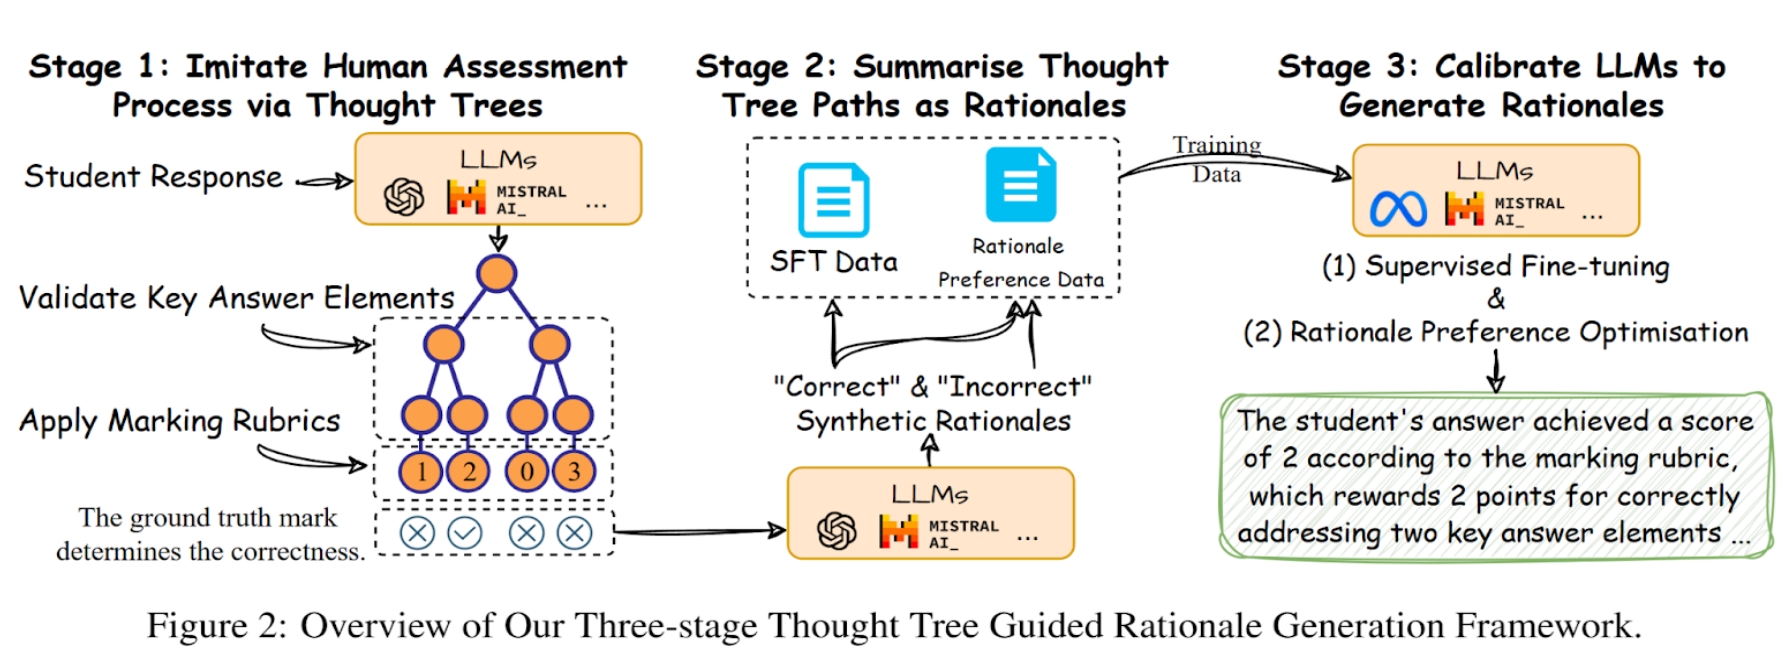 Stage 1: Imitate Human Assessment
Process via Thought Trees
Student Response
LLMs
MISTRAL
AI_
...
Validate Key Answer Elements
Apply Marking Rubrics
1
2
0
3
The ground truth mark
determines the correctness.
Stage 2: Summarise Thought
Tree Paths as Rationales
SFT Data
Rationale
Preference Data
"Correct" & "Incorrect"
Synthetic Rationales
LLMs
MISTRAL
AI_
...
Training
Data
Stage 3: Calibrate LLMs to
Generate Rationales
LLMs
MISTRAL
AI_
...
(1) Supervised Fine-tuning
&
(2) Rationale Preference Optimisation
The student's answer achieved a score
of 2 according to the marking rubric,
which rewards 2 points for correctly
addressing two key answer elements ...
Figure 2: Overview of Our Three-stage Thought Tree Guided Rationale Generation Framework.